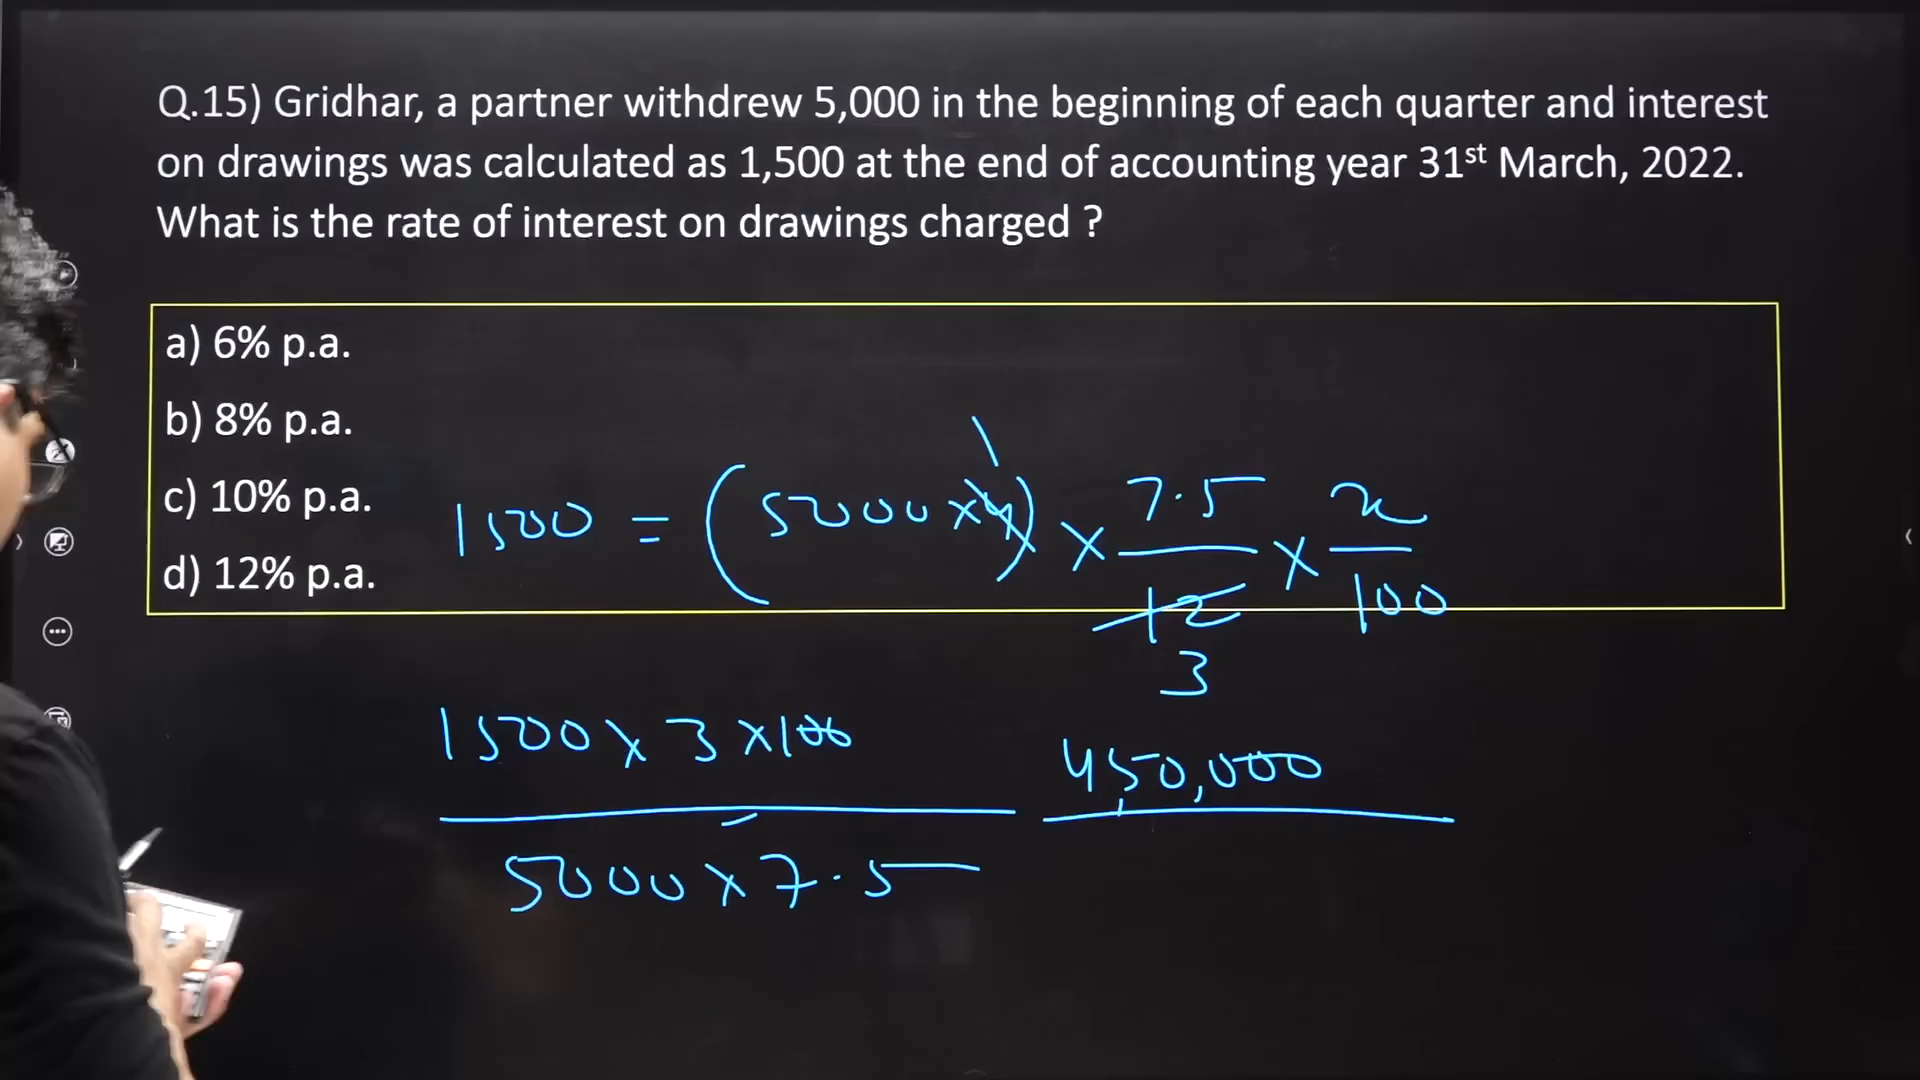 Q.15) Gridhar, a partner withdrew 5,000 in the beginning of each quarter and interest
on drawings was calculated as 1,500 at the end of accounting year 31st March, 2022.
What is the rate of interest on drawings charged ?
a) 6% p.a.
b) 8% p.a.
c) 10% p.a.
d) 12% p.a.
1500 = (5000 x 4) x 7.5 x x
12 100
3
1500 x 3 x 100 450,000
5000 x 7.5